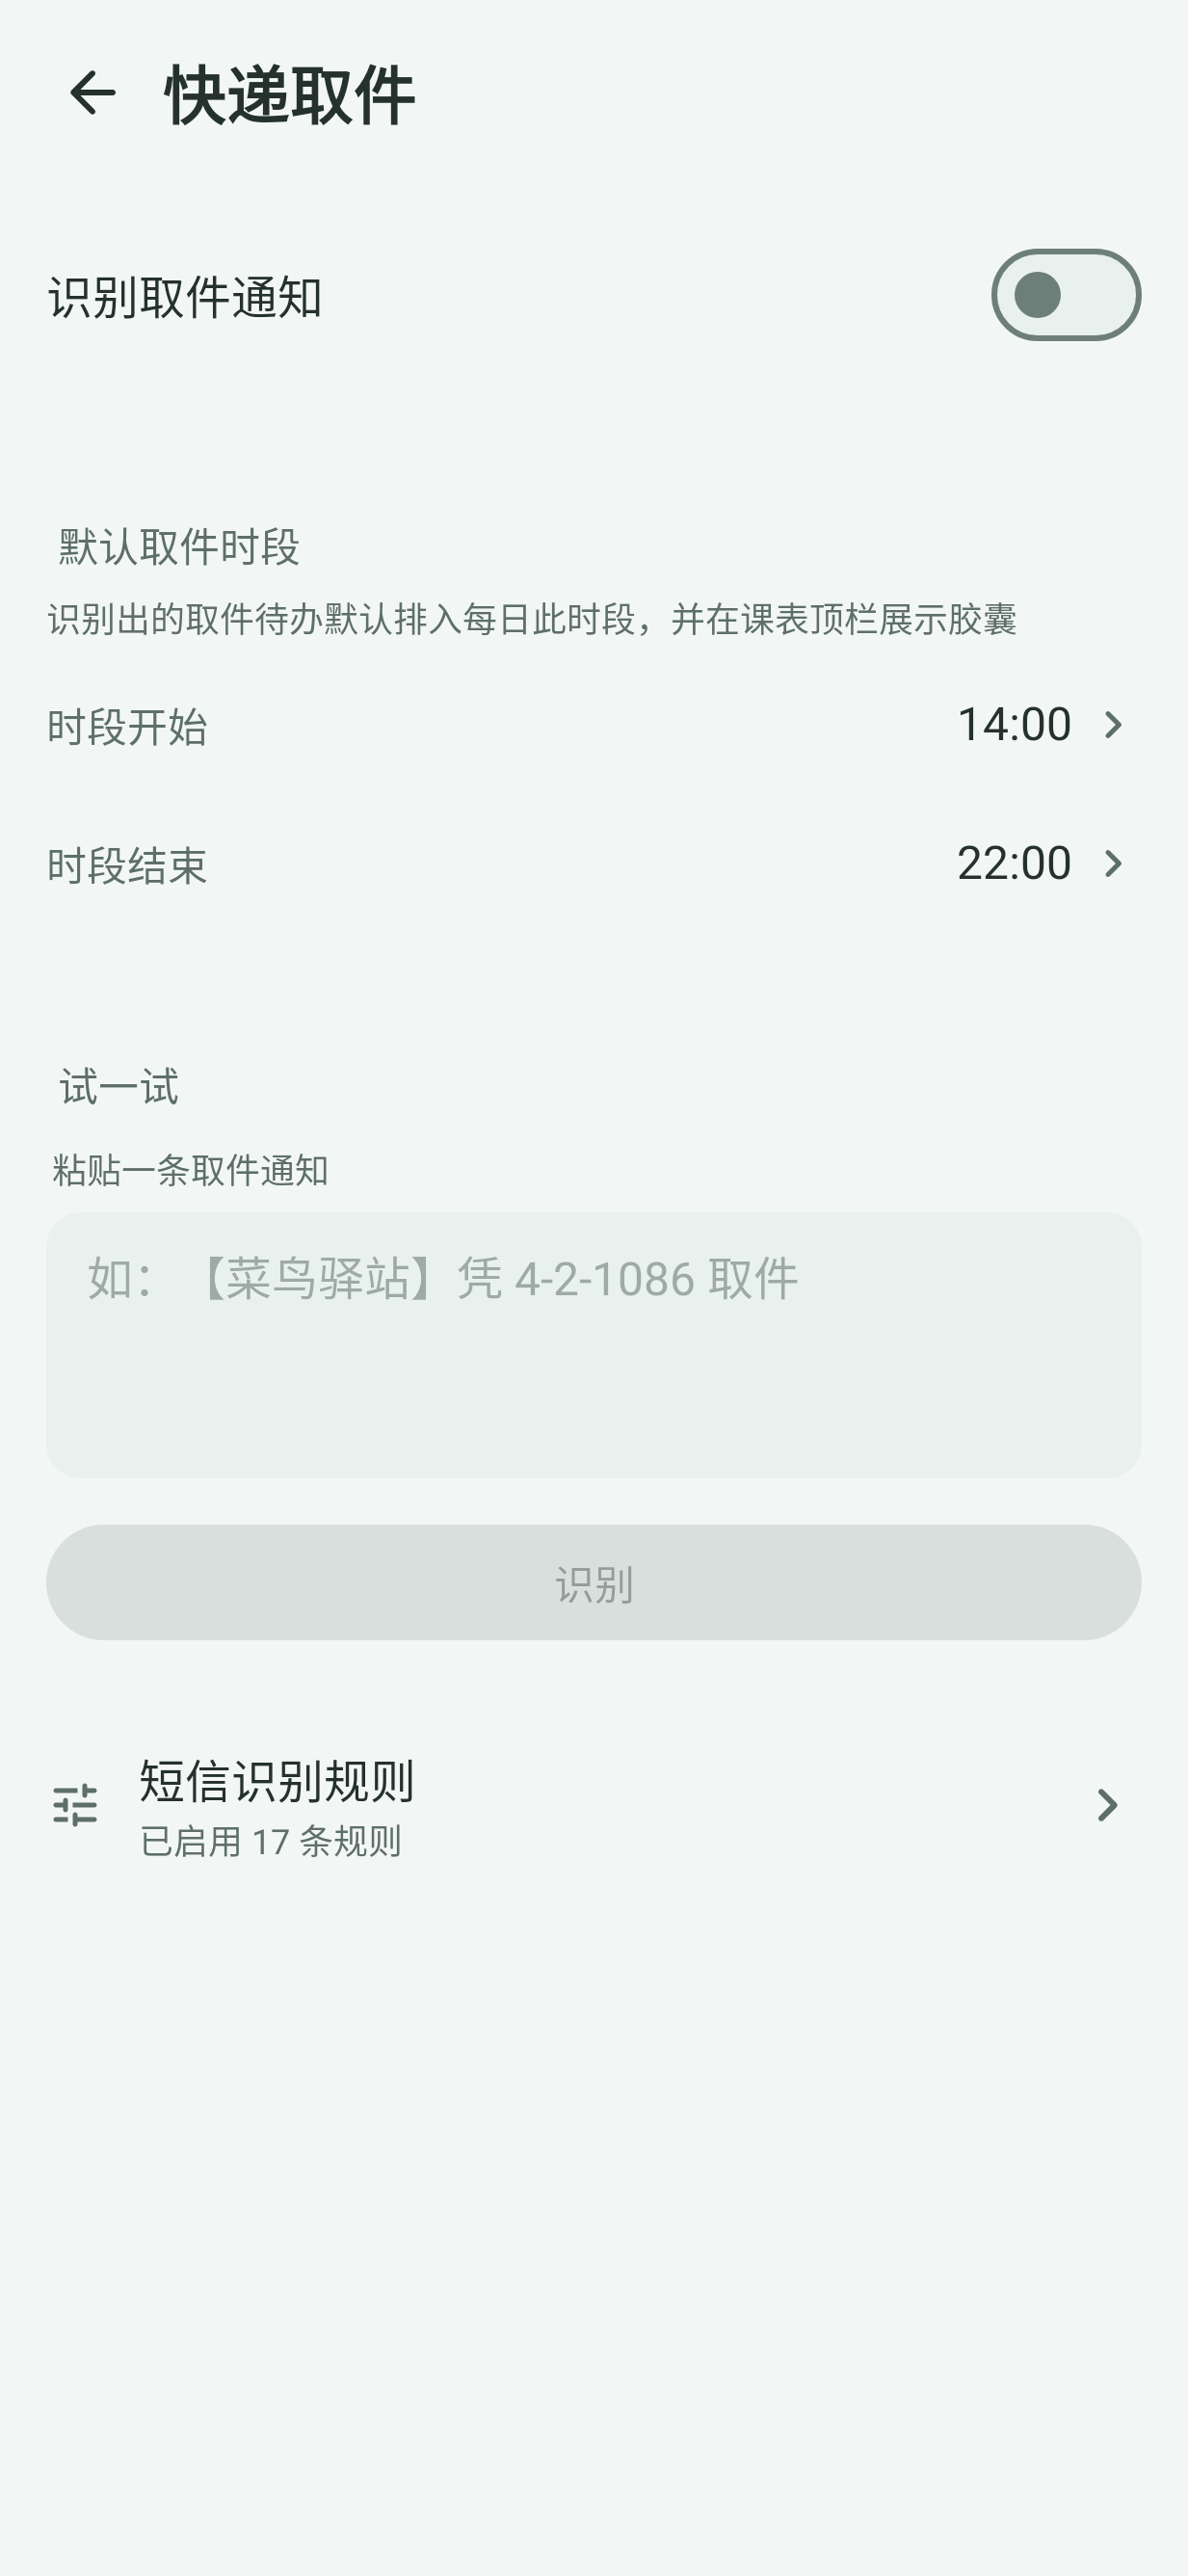 快递取件
识别取件通知
默认取件时段
识别出的取件待办默认排入每日此时段，并在课表顶栏展示胶囊
时段开始 14:00
时段结束 22:00
试一试
粘贴一条取件通知
如：【菜鸟驿站】凭 4-2-1086 取件
识别
短信识别规则
已启用 17 条规则